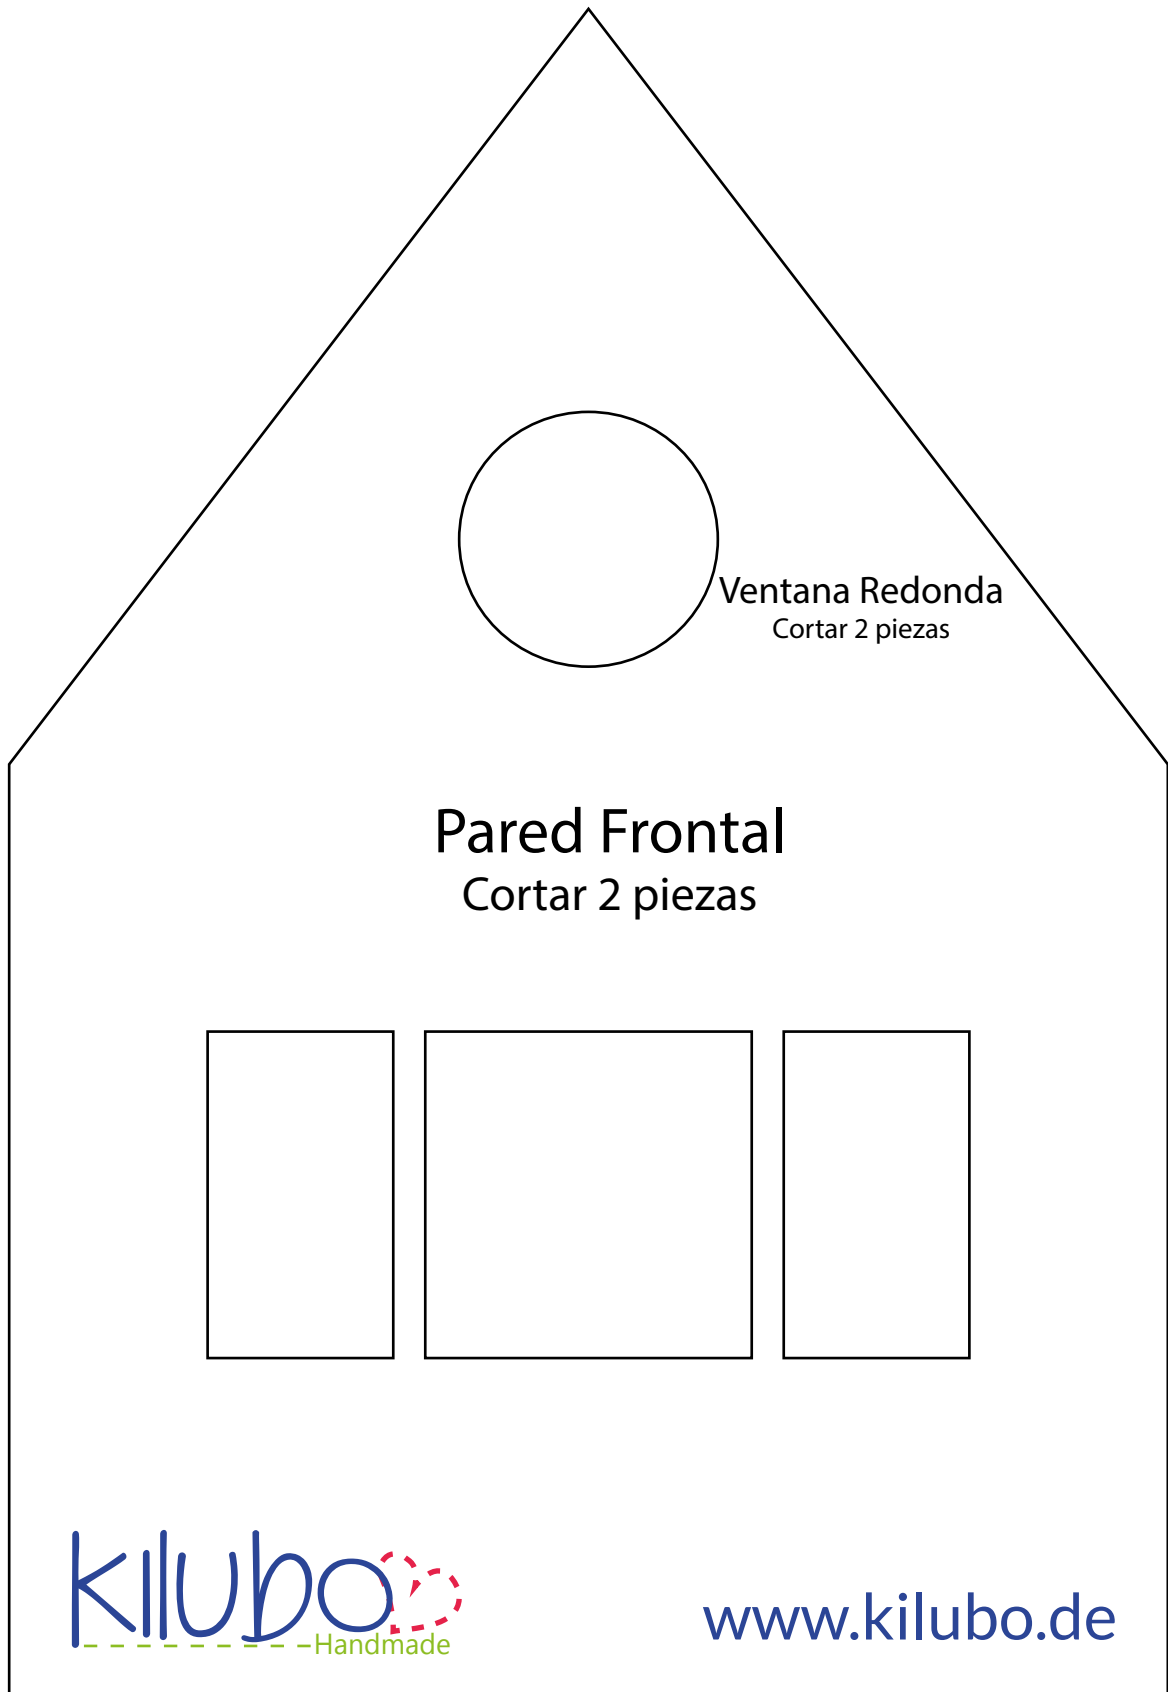 Ventana Redonda
Cortar 2 piezas
Pared Frontal
Cortar 2 piezas
kilubo
Handmade
www.kilubo.de